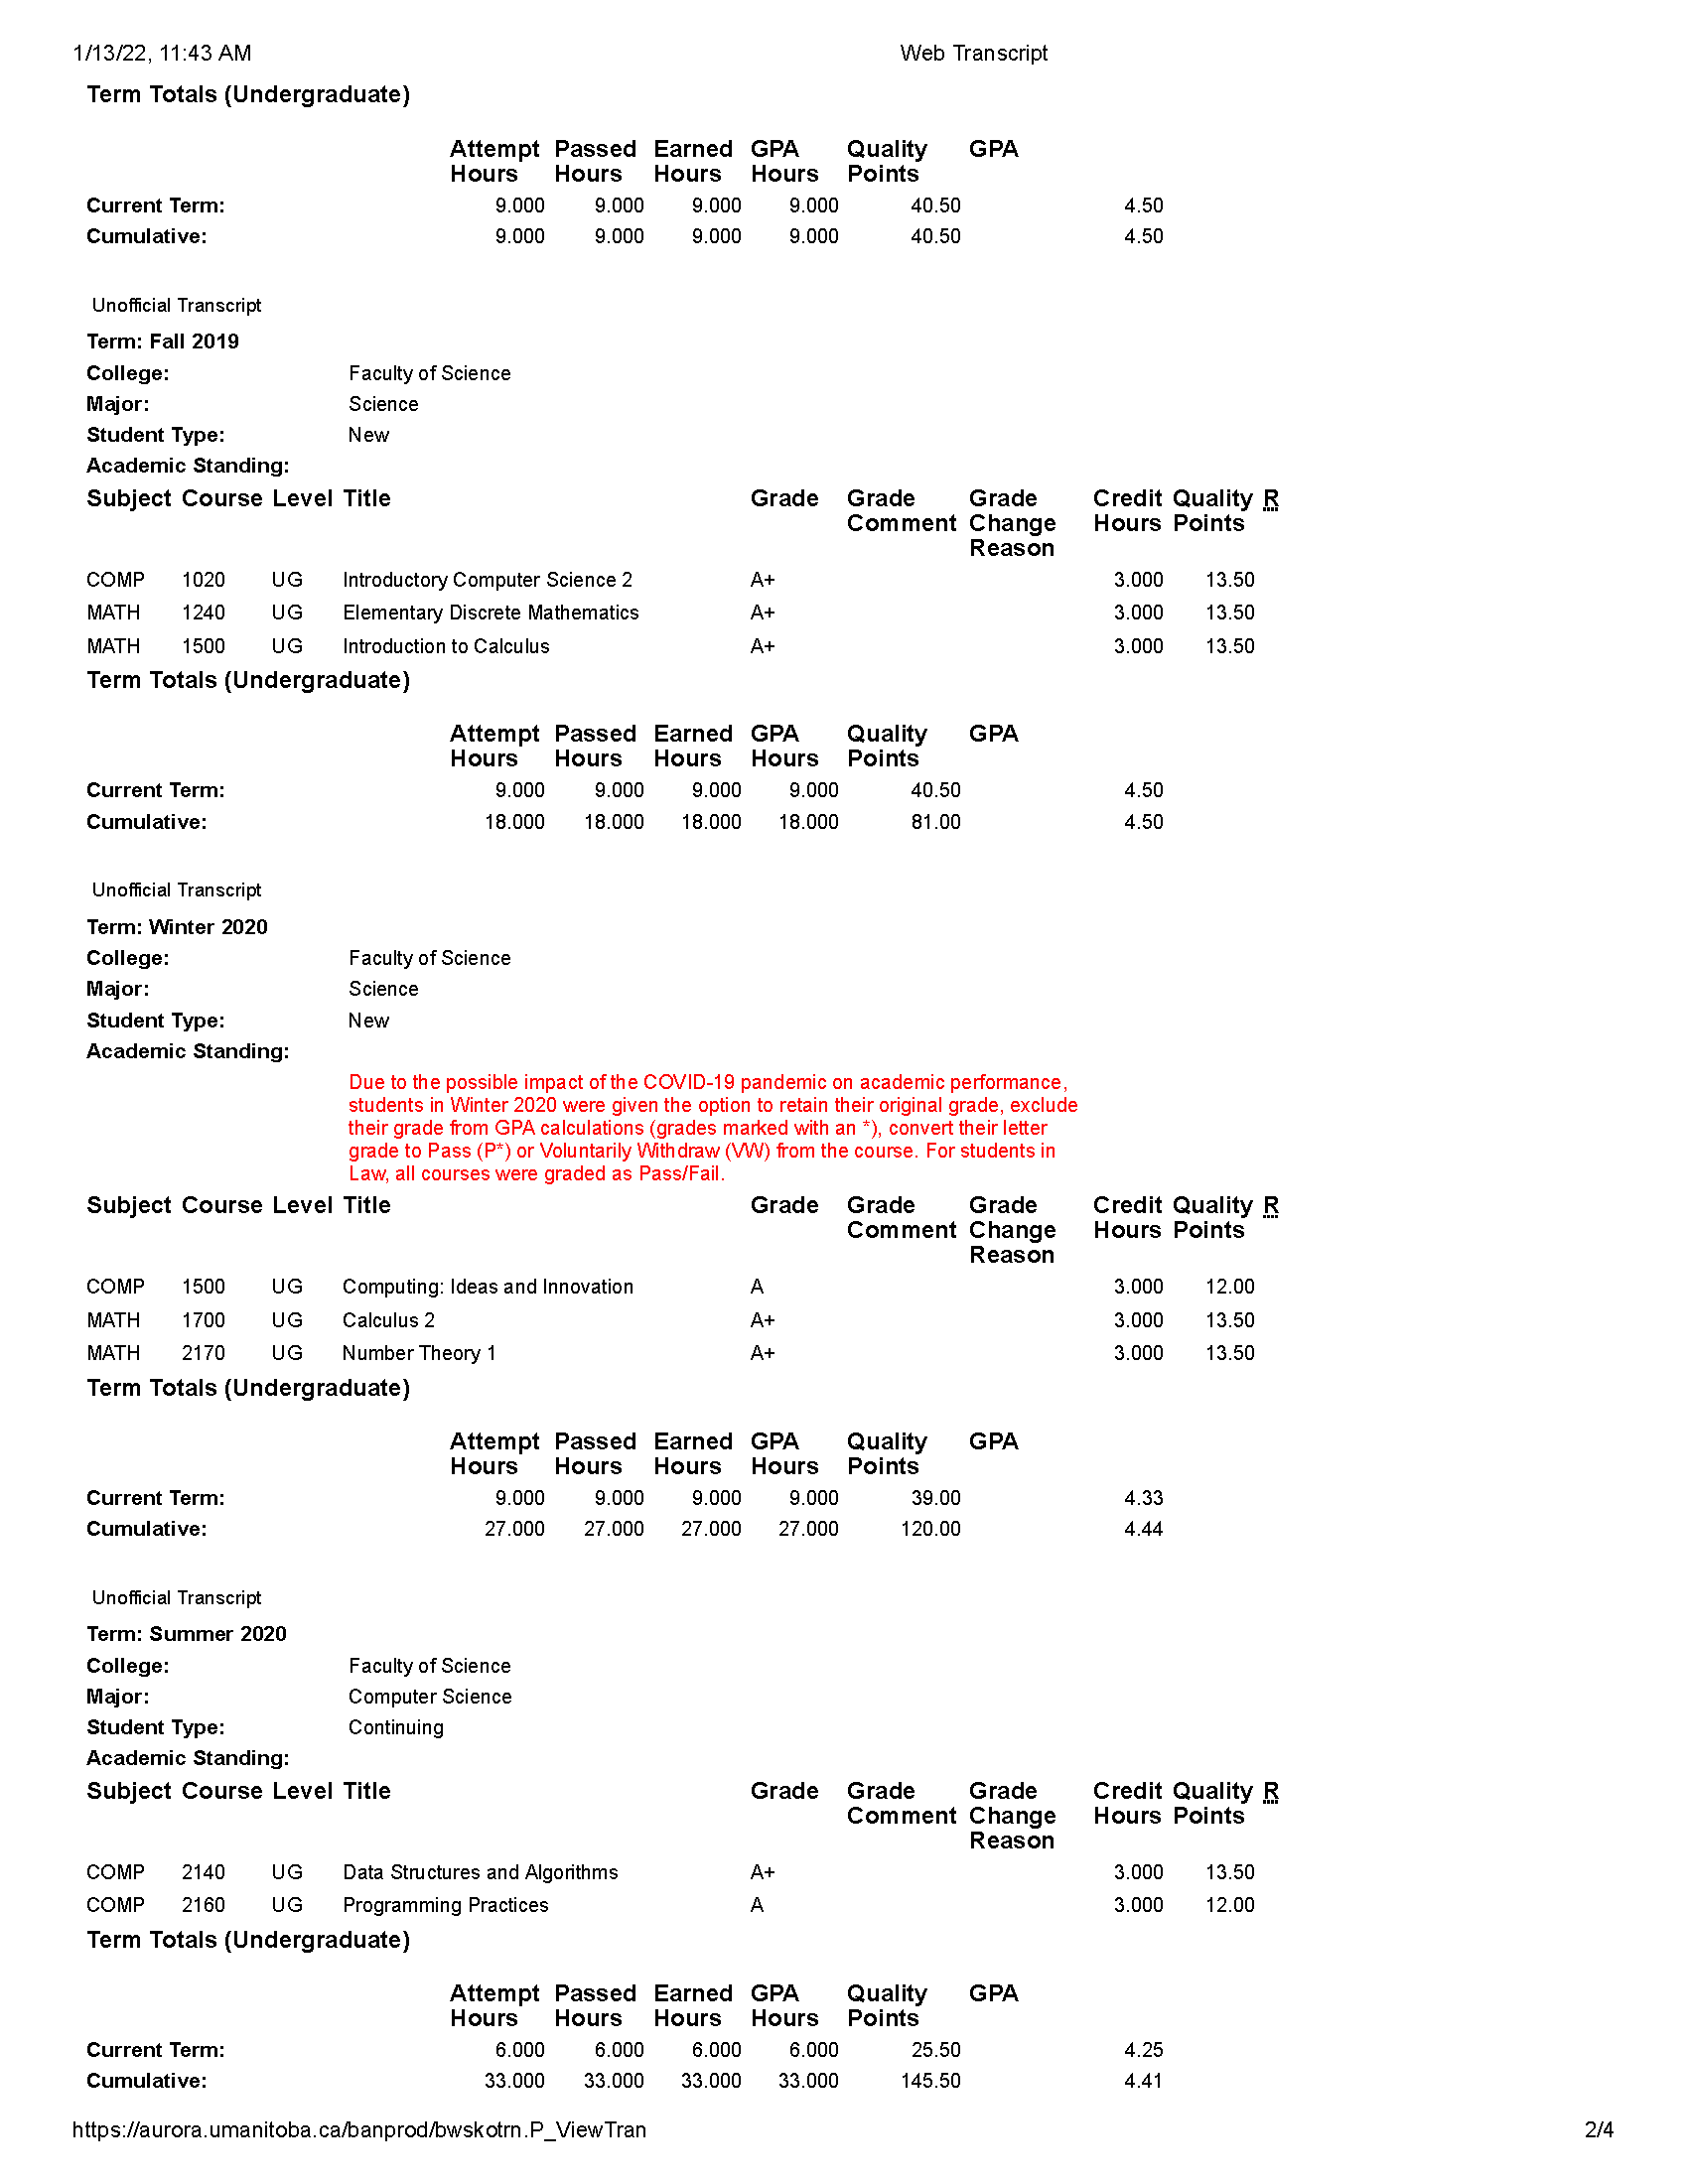 1/13/22, 11:43 AM Web Transcript
Term Totals (Undergraduate)
Attempt Passed Earned GPA Quality GPA
Hours Hours Hours Hours Points
Current Term: 9.000 9.000 9.000 9.000 40.50 4.50
Cumulative: 9.000 9.000 9.000 9.000 40.50 4.50
Unofficial Transcript
Term: Fall 2019
College: Faculty of Science
Major: Science
Student Type: New
Academic Standing:
Subject Course Level Title Grade Grade Grade Credit Quality R
Comment Change Hours Points
Reason
COMP 1020 UG Introductory Computer Science 2 A+ 3.000 13.50
MATH 1240 UG Elementary Discrete Mathematics A+ 3.000 13.50
MATH 1500 UG Introduction to Calculus A+ 3.000 13.50
Term Totals (Undergraduate)
Attempt Passed Earned GPA Quality GPA
Hours Hours Hours Hours Points
Current Term: 9.000 9.000 9.000 9.000 40.50 4.50
Cumulative: 18.000 18.000 18.000 18.000 81.00 4.50
Unofficial Transcript
Term: Winter 2020
College: Faculty of Science
Major: Science
Student Type: New
Academic Standing:
Due to the possible impact of the COVID-19 pandemic on academic performance,
students in Winter 2020 were given the option to retain their original grade, exclude
their grade from GPA calculations (grades marked with an *), convert their letter
grade to Pass (P*) or Voluntarily Withdraw (VW) from the course. For students in
Law, all courses were graded as Pass/Fail.
Subject Course Level Title Grade Grade Grade Credit Quality R
Comment Change Hours Points
Reason
COMP 1500 UG Computing: Ideas and Innovation A 3.000 12.00
MATH 1700 UG Calculus 2 A+ 3.000 13.50
MATH 2170 UG Number Theory 1 A+ 3.000 13.50
Term Totals (Undergraduate)
Attempt Passed Earned GPA Quality GPA
Hours Hours Hours Hours Points
Current Term: 9.000 9.000 9.000 9.000 39.00 4.33
Cumulative: 27.000 27.000 27.000 27.000 120.00 4.44
Unofficial Transcript
Term: Summer 2020
College: Faculty of Science
Major: Computer Science
Student Type: Continuing
Academic Standing:
Subject Course Level Title Grade Grade Grade Credit Quality R
Comment Change Hours Points
Reason
COMP 2140 UG Data Structures and Algorithms A+ 3.000 13.50
COMP 2160 UG Programming Practices A 3.000 12.00
Term Totals (Undergraduate)
Attempt Passed Earned GPA Quality GPA
Hours Hours Hours Hours Points
Current Term: 6.000 6.000 6.000 6.000 25.50 4.25
Cumulative: 33.000 33.000 33.000 33.000 145.50 4.41
https://aurora.umanitoba.ca/banprod/bwskotrn.P_ViewTran 2/4